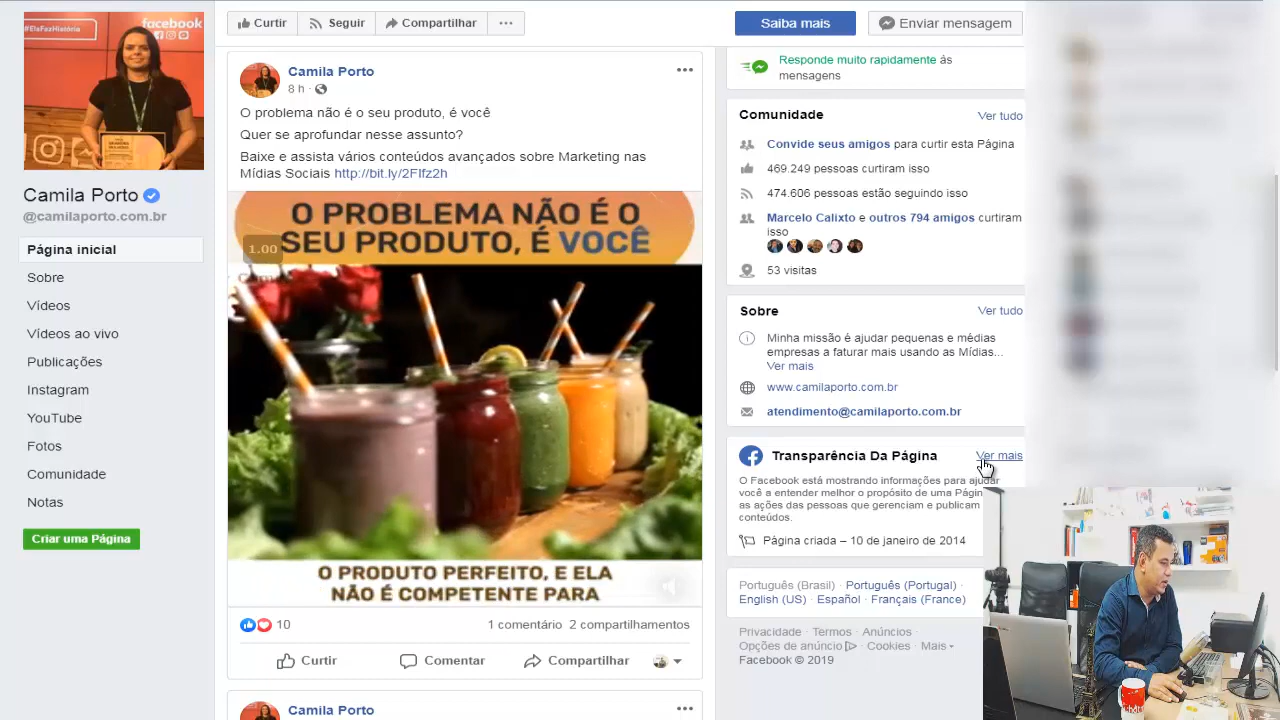 facebook
#ElaFazHistória
Camila Porto
@camilaporto.com.br
Página inicial
Sobre
Vídeos
Vídeos ao vivo
Publicações
Instagram
YouTube
Fotos
Comunidade
Notas
Criar uma Página
Curtir
Seguir
Compartilhar
Saiba mais
Enviar mensagem
Camila Porto
8 h
O problema não é o seu produto, é você
Quer se aprofundar nesse assunto?
Baixe e assista vários conteúdos avançados sobre Marketing nas
Mídias Sociais http://bit.ly/2FIfz2h
O PROBLEMA NÃO É O
SEU PRODUTO, É VOCÊ
1.00
O PRODUTO PERFEITO, E ELA
NÃO É COMPETENTE PARA
10
1 comentário 2 compartilhamentos
Curtir
Comentar
Compartilhar
Camila Porto
Responde muito rapidamente ás
mensagens
Comunidade
Ver tudo
Convide seus amigos para curtir esta Página
469.249 pessoas curtiram isso
474.606 pessoas estão seguindo isso
Marcelo Calixto e outros 794 amigos curtiram
isso
53 visitas
Sobre
Ver tudo
Minha missão é ajudar pequenas e médias
empresas a faturar mais usando as Mídias...
Ver mais
www.camilaporto.com.br
atendimento@camilaporto.com.br
Transparência Da Página
Ver mais
O Facebook está mostrando informações para ajudar
você a entender melhor o propósito de uma Págin
as ações das pessoas que gerenciam e publicam
conteúdos.
Página criada – 10 de janeiro de 2014
Português (Brasil) · Português (Portugal) ·
English (US) · Español · Français (France)
Privacidade · Termos · Anúncios ·
Opções de anúncio · Cookies · Mais
Facebook © 2019